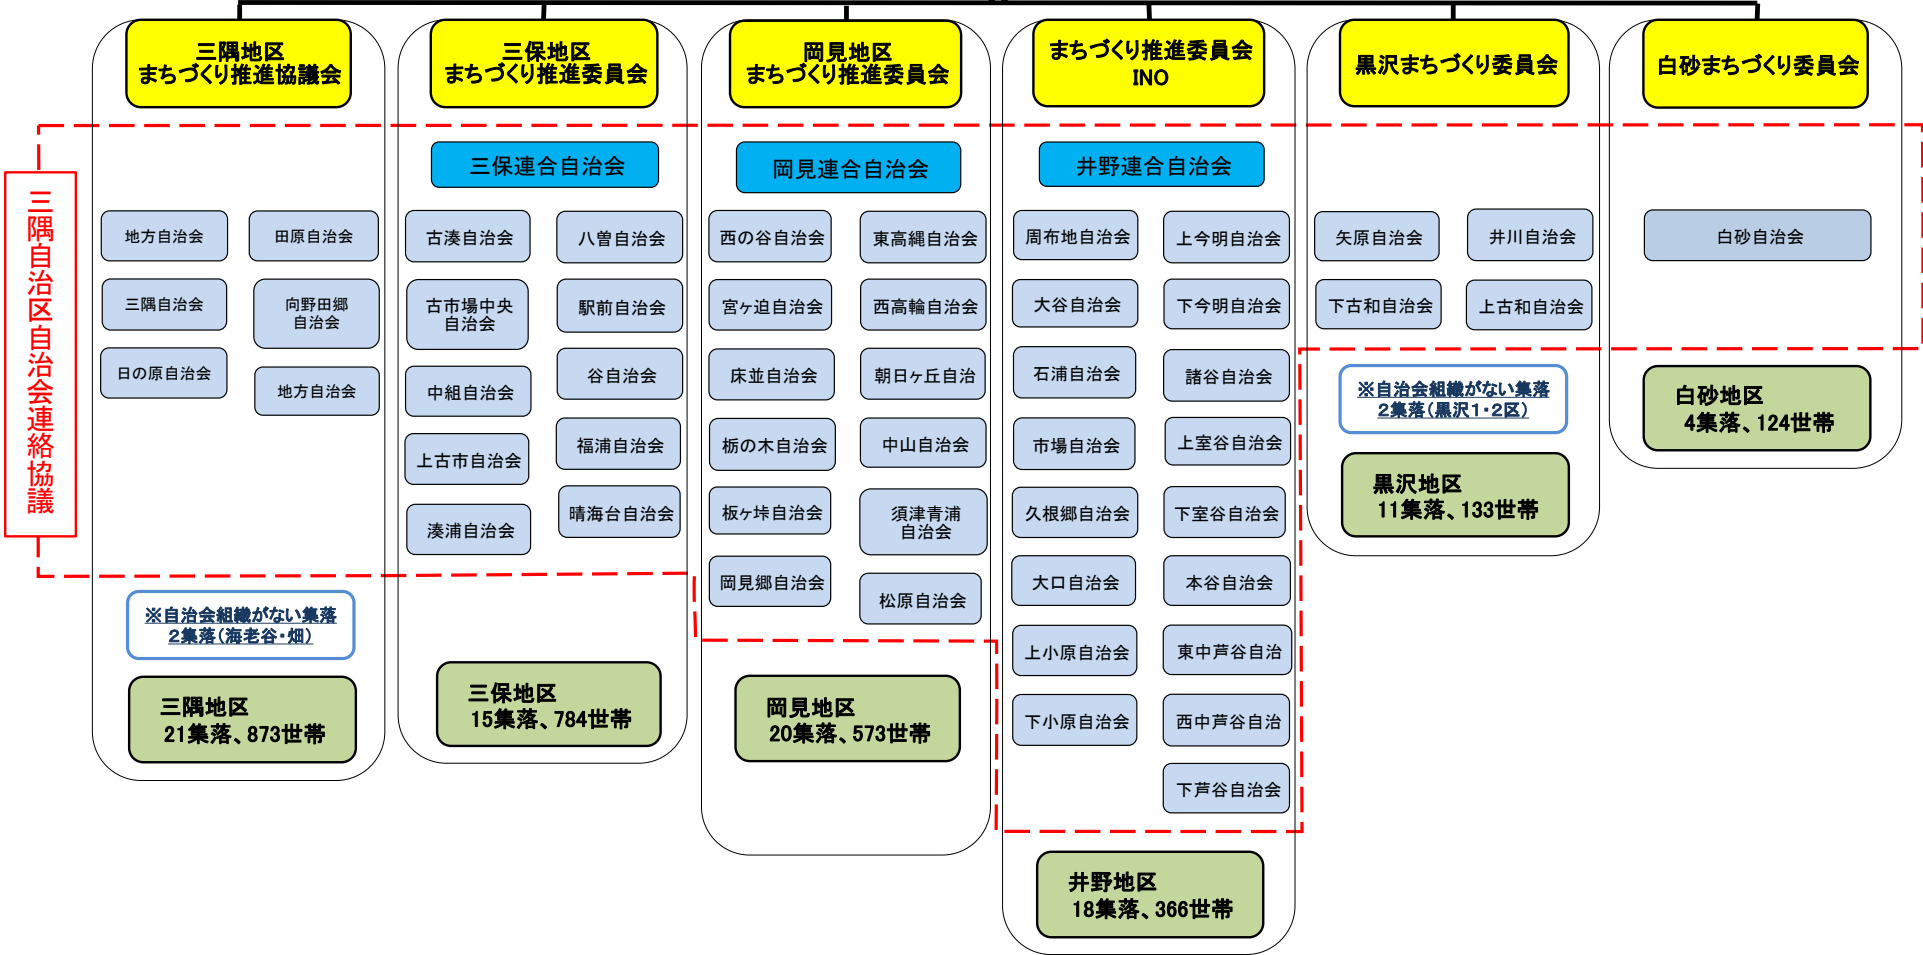 三隅地区
まちづくり推進協議会
三保地区
まちづくり推進委員会
岡見地区
まちづくり推進委員会
まちづくり推進委員会
INO
黒沢まちづくり委員会
白砂まちづくり委員会
三隅自治区自治会連絡協議
地方自治会
田原自治会
三隅自治会
向野田郷
自治会
日の原自治会
地方自治会
※自治会組織がない集落
2集落(海老谷・畑)
三隅地区
21集落、873世帯
三保連合自治会
古湊自治会
八曽自治会
古市場中央
自治会
駅前自治会
中組自治会
谷自治会
上古市自治会
福浦自治会
湊浦自治会
晴海台自治会
三保地区
15集落、784世帯
岡見連合自治会
西の谷自治会
東高縄自治会
宮ヶ迫自治会
西高輪自治会
床並自治会
朝日ヶ丘自治
栃の木自治会
中山自治会
板ヶ垰自治会
須津青浦
自治会
岡見郷自治会
松原自治会
岡見地区
20集落、573世帯
井野連合自治会
周布地自治会
上今明自治会
大谷自治会
下今明自治会
石浦自治会
諸谷自治会
市場自治会
上室谷自治会
久根郷自治会
下室谷自治会
大口自治会
本谷自治会
上小原自治会
東中芦谷自治
下小原自治会
西中芦谷自治
下芦谷自治会
井野地区
18集落、366世帯
矢原自治会
井川自治会
下古和自治会
上古和自治会
※自治会組織がない集落
2集落(黒沢1・2区)
黒沢地区
11集落、133世帯
白砂自治会
白砂地区
4集落、124世帯